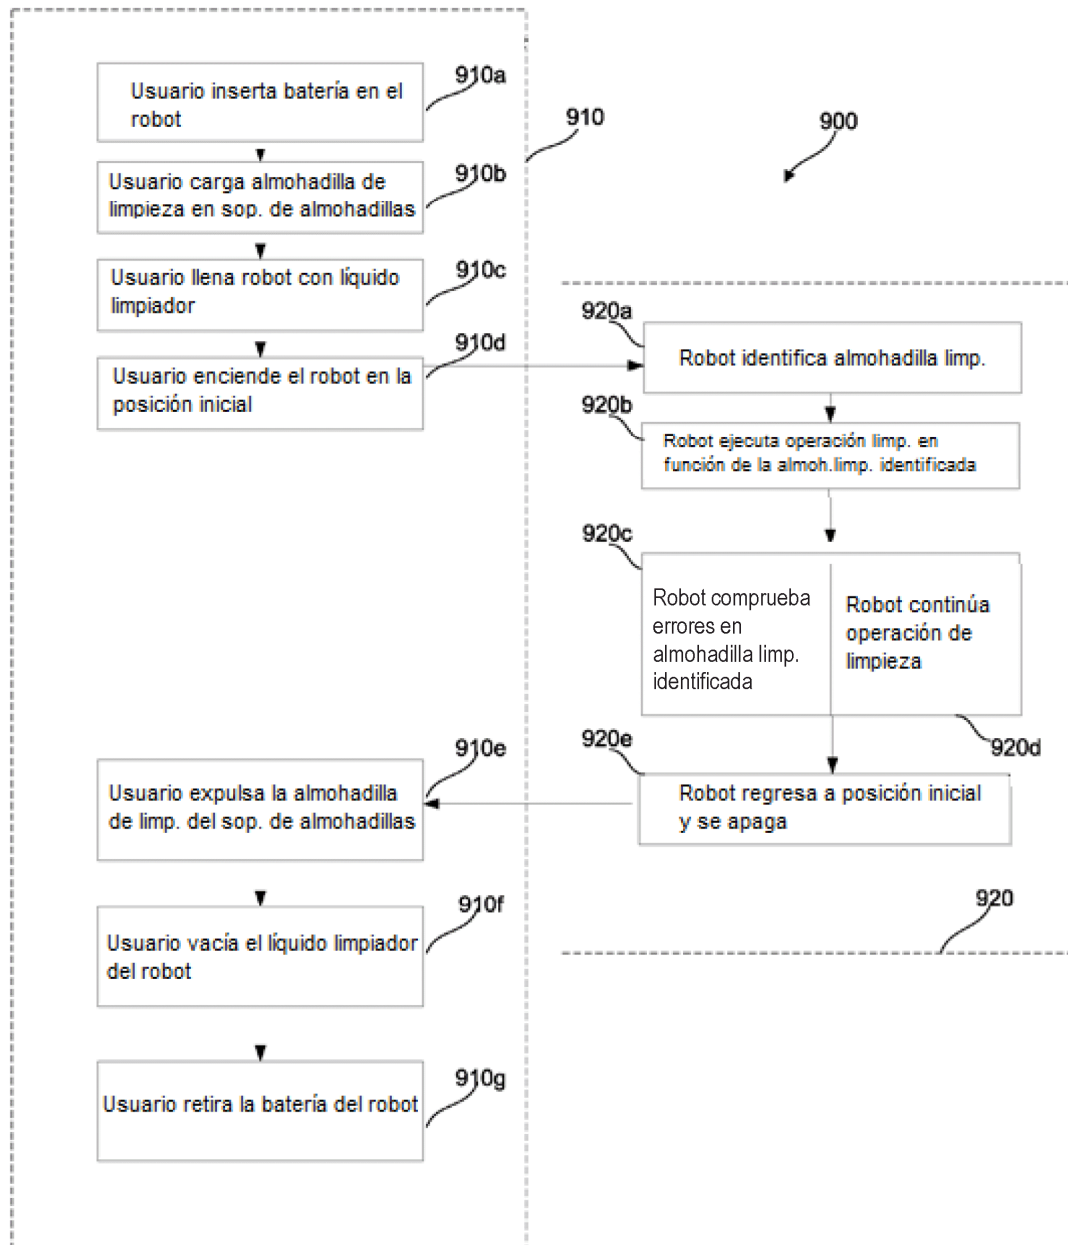 910a
Usuario inserta batería en el
robot
910
900
910b
Usuario carga almohadilla de
limpieza en sop. de almohadillas
910c
Usuario llena robot con líquido
limpiador
910d
Usuario enciende el robot en la
posición inicial
920a
Robot identifica almohadilla limp.
920b
Robot ejecuta operación limp. en
función de la almoh.limp. identificada
920c
Robot comprueba
errores en
almohadilla limp.
identificada
Robot continúa
operación de
limpieza
920d
920e
Robot regresa a posición inicial
y se apaga
910e
Usuario expulsa la almohadilla
de limp. del sop. de almohadillas
920
910f
Usuario vacía el líquido limpiador
del robot
910g
Usuario retira la batería del robot